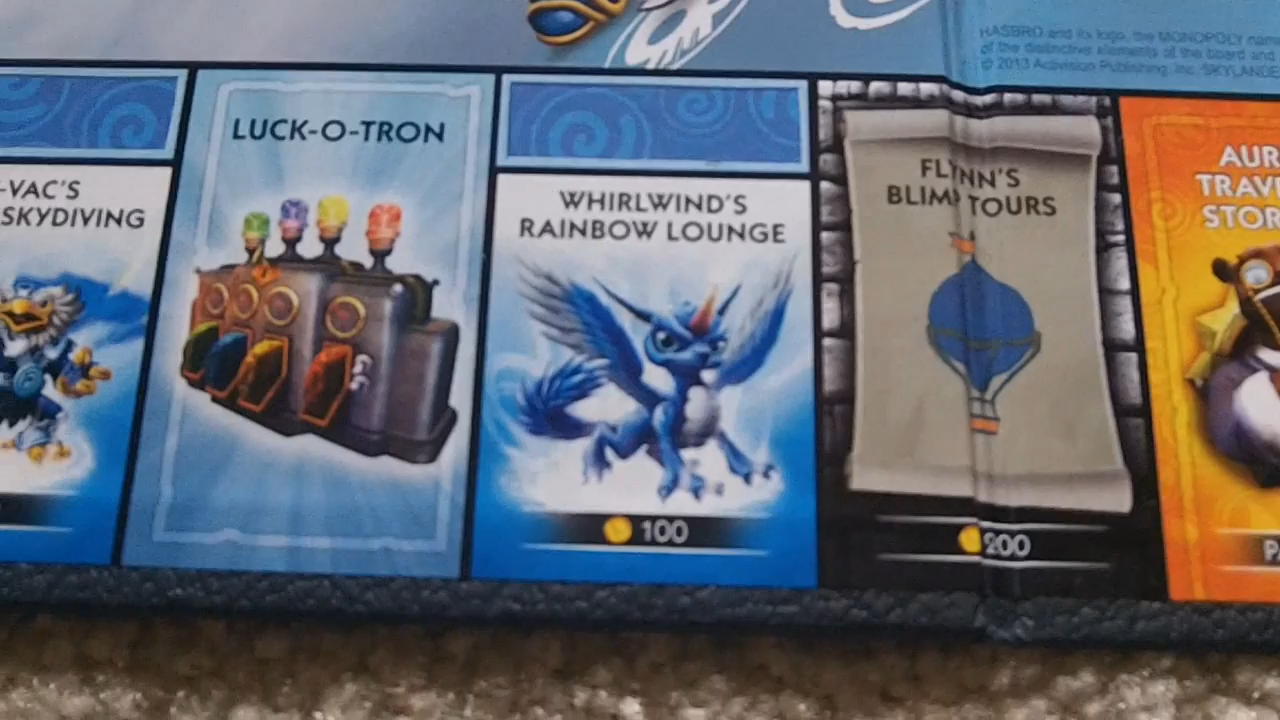 HASBRO and its logo, the MONOPOLY name
of the distinctive elements of the board and
© 2013 Activision Publishing, Inc. SKYLANDE
-VAC'S
SKYDIVING
LUCK-O-TRON
WHIRLWIND'S
RAINBOW LOUNGE
100
FLYNN'S
BLIMP TOURS
200
AUR
TRAV
STOR
P